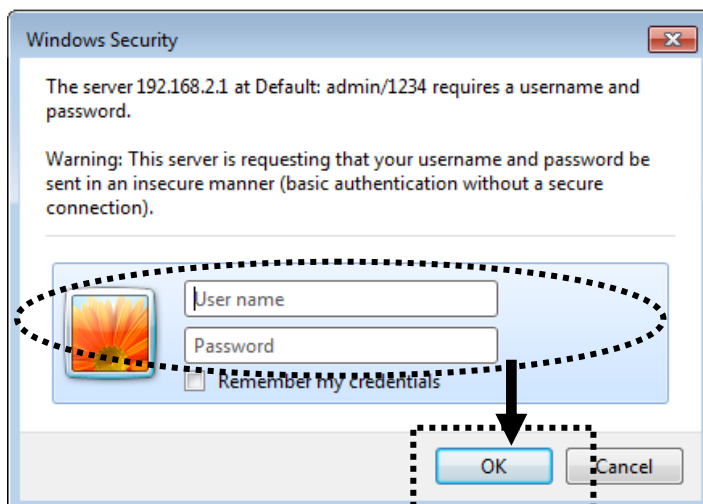 Windows Security
The server 192.168.2.1 at Default: admin/1234 requires a username and
password.
Warning: This server is requesting that your username and password be
sent in an insecure manner (basic authentication without a secure
connection).
User name
Password
Remember my credentials
OK
Cancel